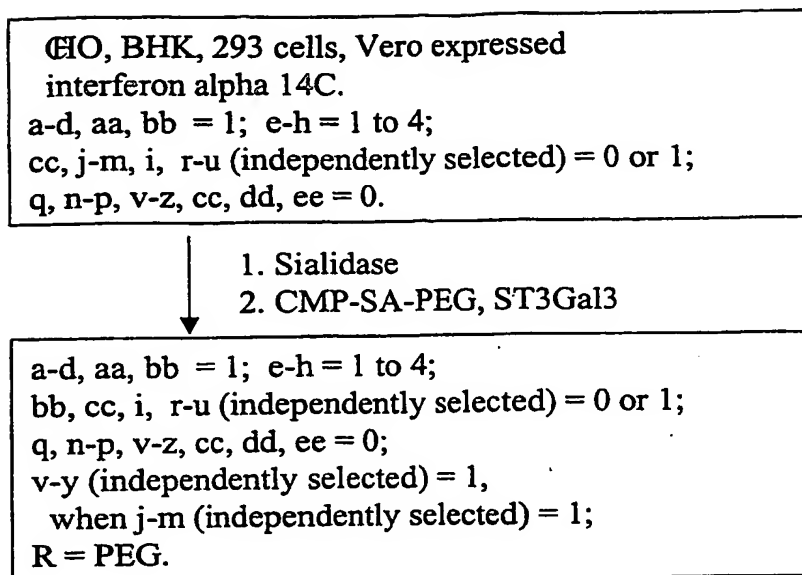 CHO, BHK, 293 cells, Vero expressed
interferon alpha 14C.
a-d, aa, bb = 1; e-h = 1 to 4;
cc, j-m, i, r-u (independently selected) = 0 or 1;
q, n-p, v-z, cc, dd, ee = 0.
1. Sialidase
2. CMP-SA-PEG, ST3Gal3
a-d, aa, bb = 1; e-h = 1 to 4;
bb, cc, i, r-u (independently selected) = 0 or 1;
q, n-p, v-z, cc, dd, ee = 0;
v-y (independently selected) = 1,
when j-m (independently selected) = 1;
R = PEG.